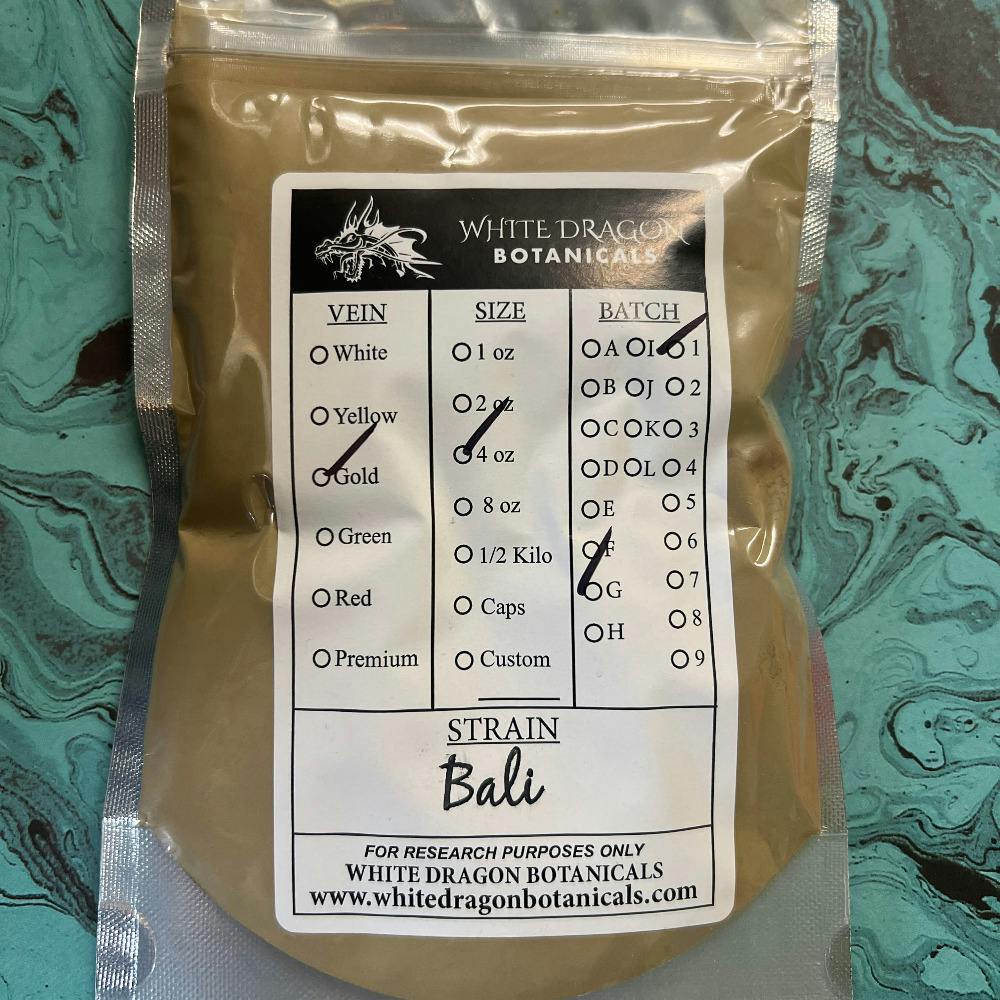 WHITE DRAGON
BOTANICALS
VEIN
White
Yellow
Gold
Green
Red
Premium
SIZE
1 oz
2 oz
4 oz
8 oz
1/2 Kilo
Caps
Custom
BATCH
A I 1
B J 2
C K 3
D L 4
E 5
F 6
G 7
H 8
9
STRAIN
Bali
FOR RESEARCH PURPOSES ONLY
WHITE DRAGON BOTANICALS
www.whitedragonbotanicals.com